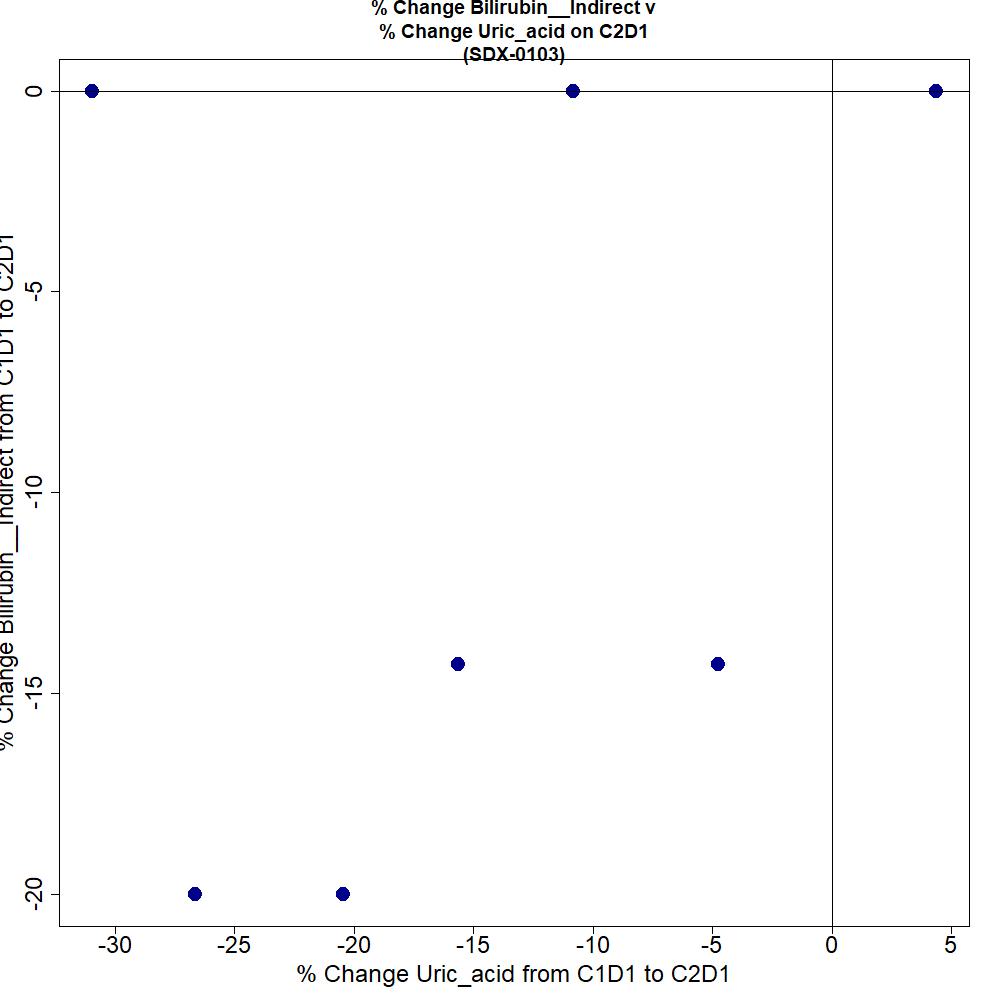 % Change Bilirubin__Indirect v
% Change Uric_acid on C2D1
(SDX-0103)
% Change Bilirubin__Indirect from C1D1 to C2D1
0
-5
-10
-15
-20
-30
-25
-20
-15
-10
-5
0
5
% Change Uric_acid from C1D1 to C2D1